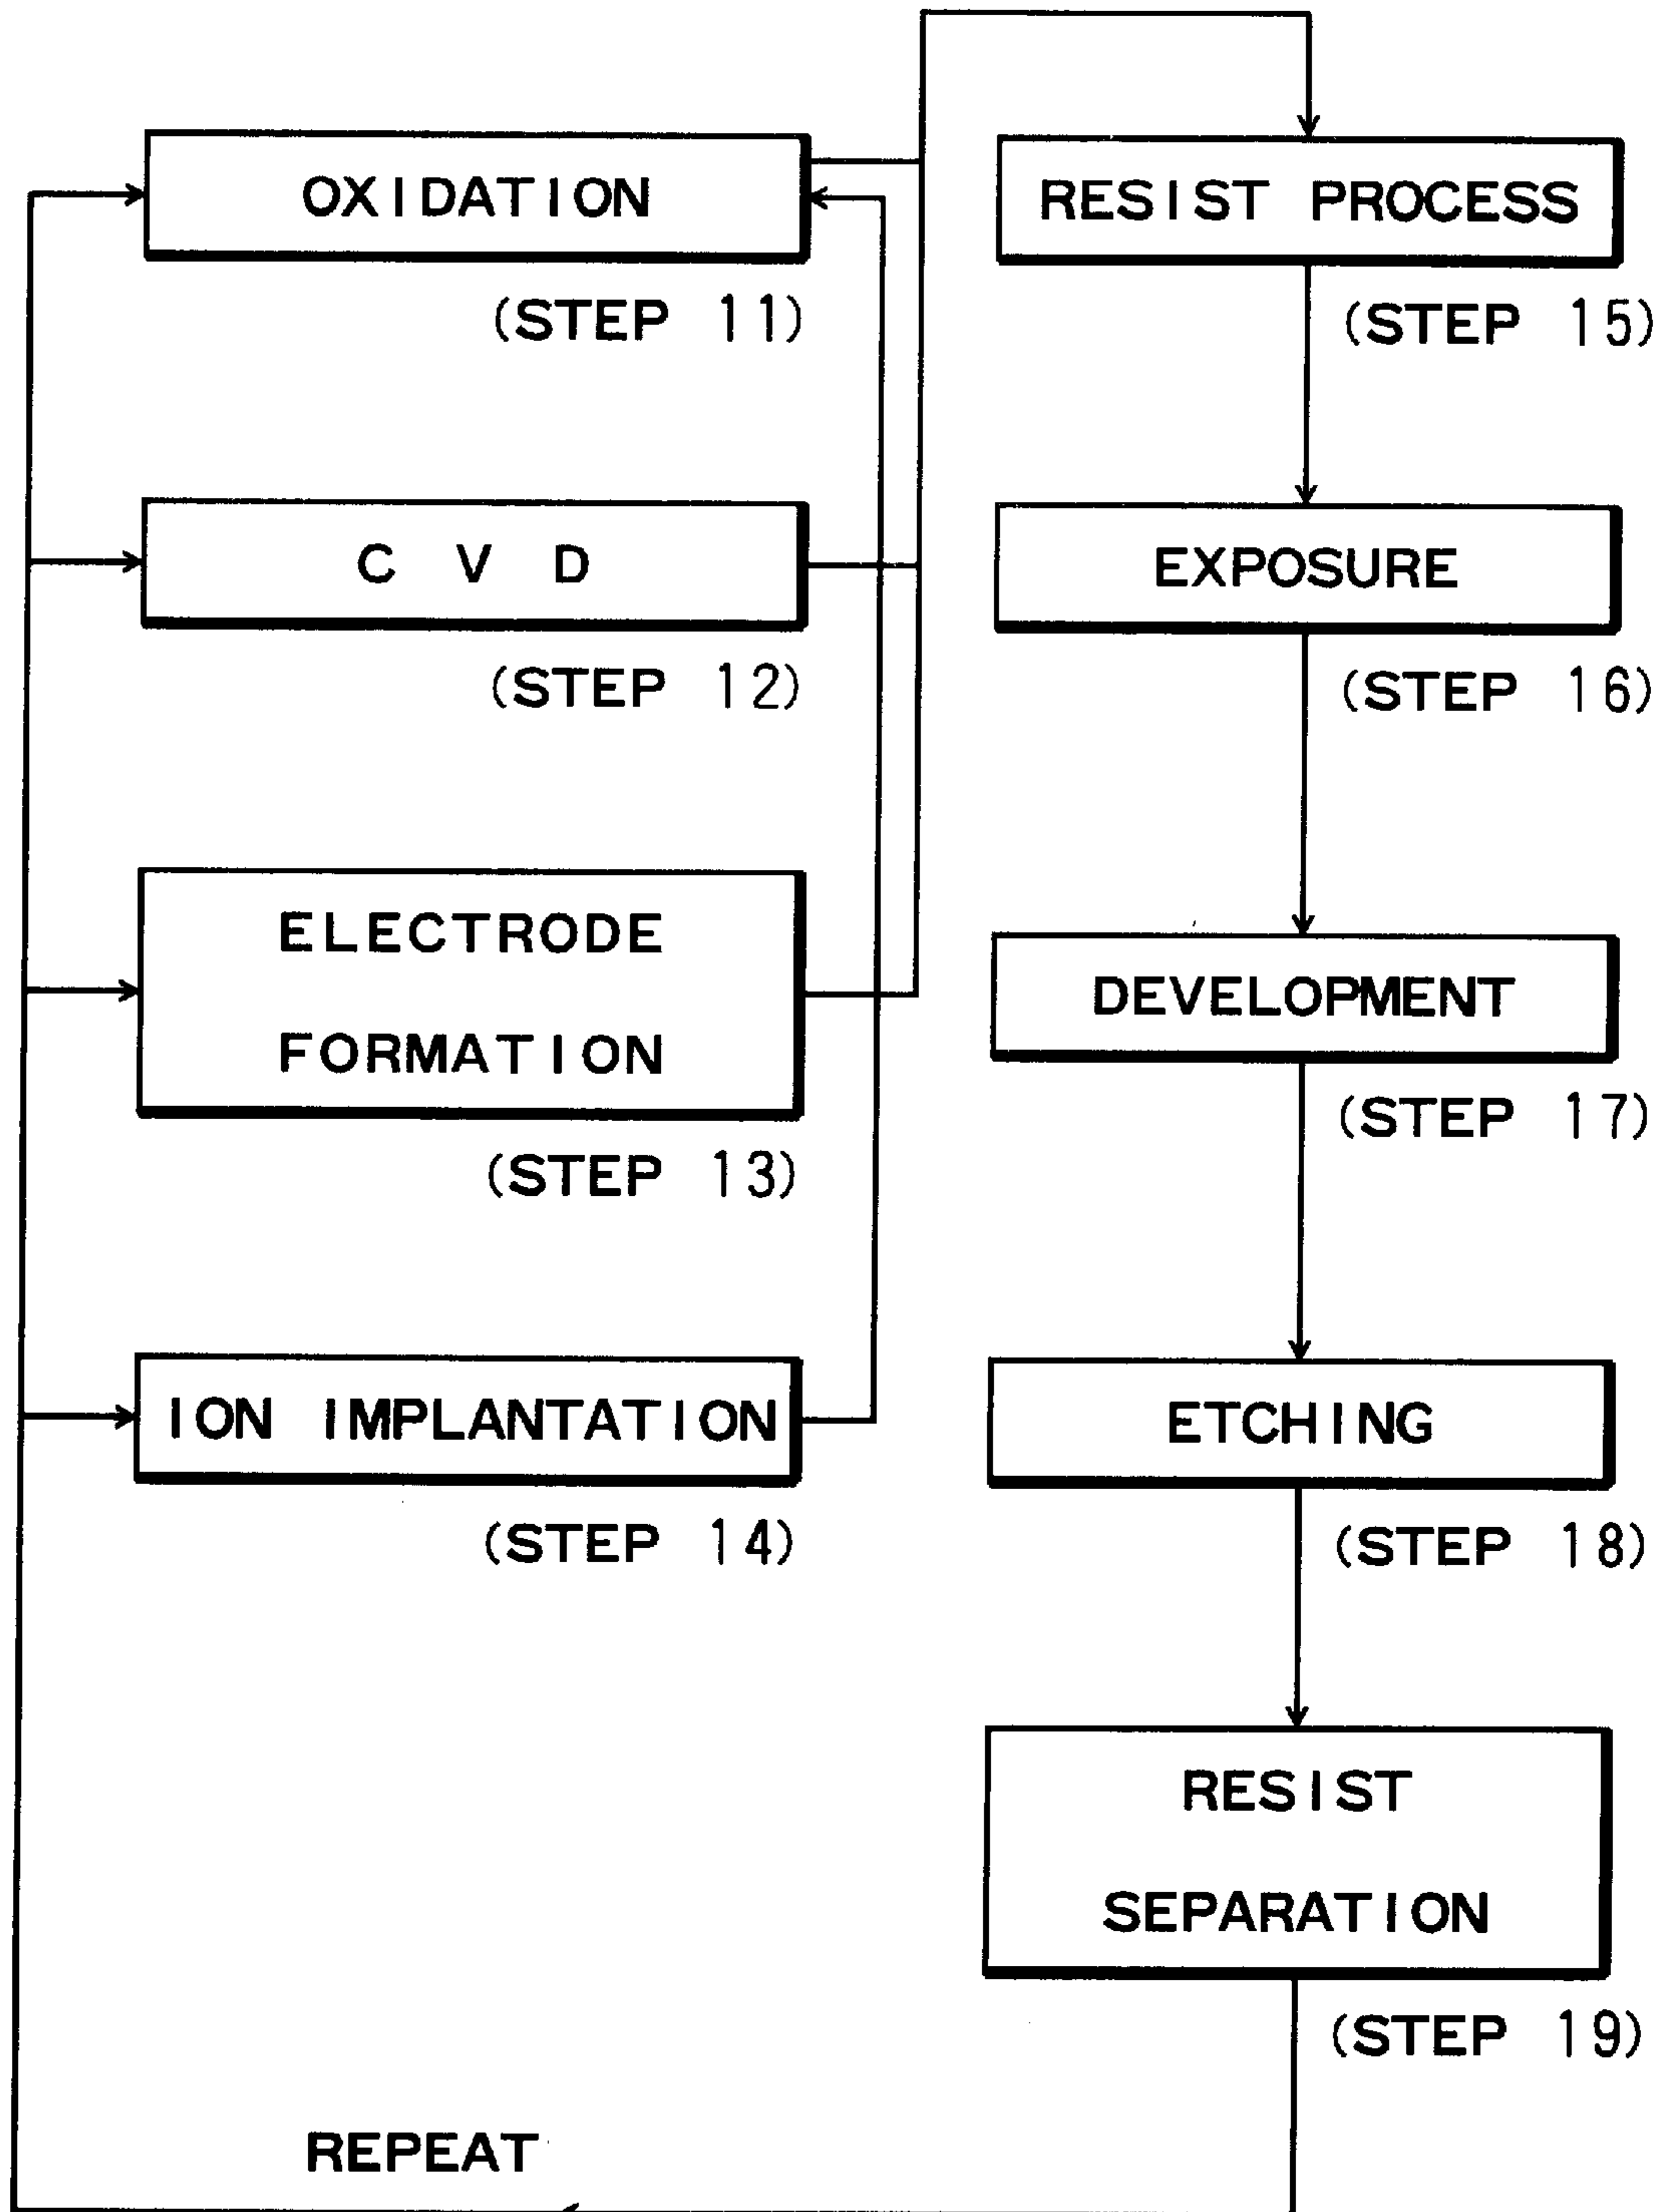 OXIDATION
(STEP 11)
C V D
(STEP 12)
ELECTRODE
FORMATION
(STEP 13)
ION IMPLANTATION
(STEP 14)
RESIST PROCESS
(STEP 15)
EXPOSURE
(STEP 16)
DEVELOPMENT
(STEP 17)
ETCHING
(STEP 18)
RESIST
SEPARATION
(STEP 19)
REPEAT